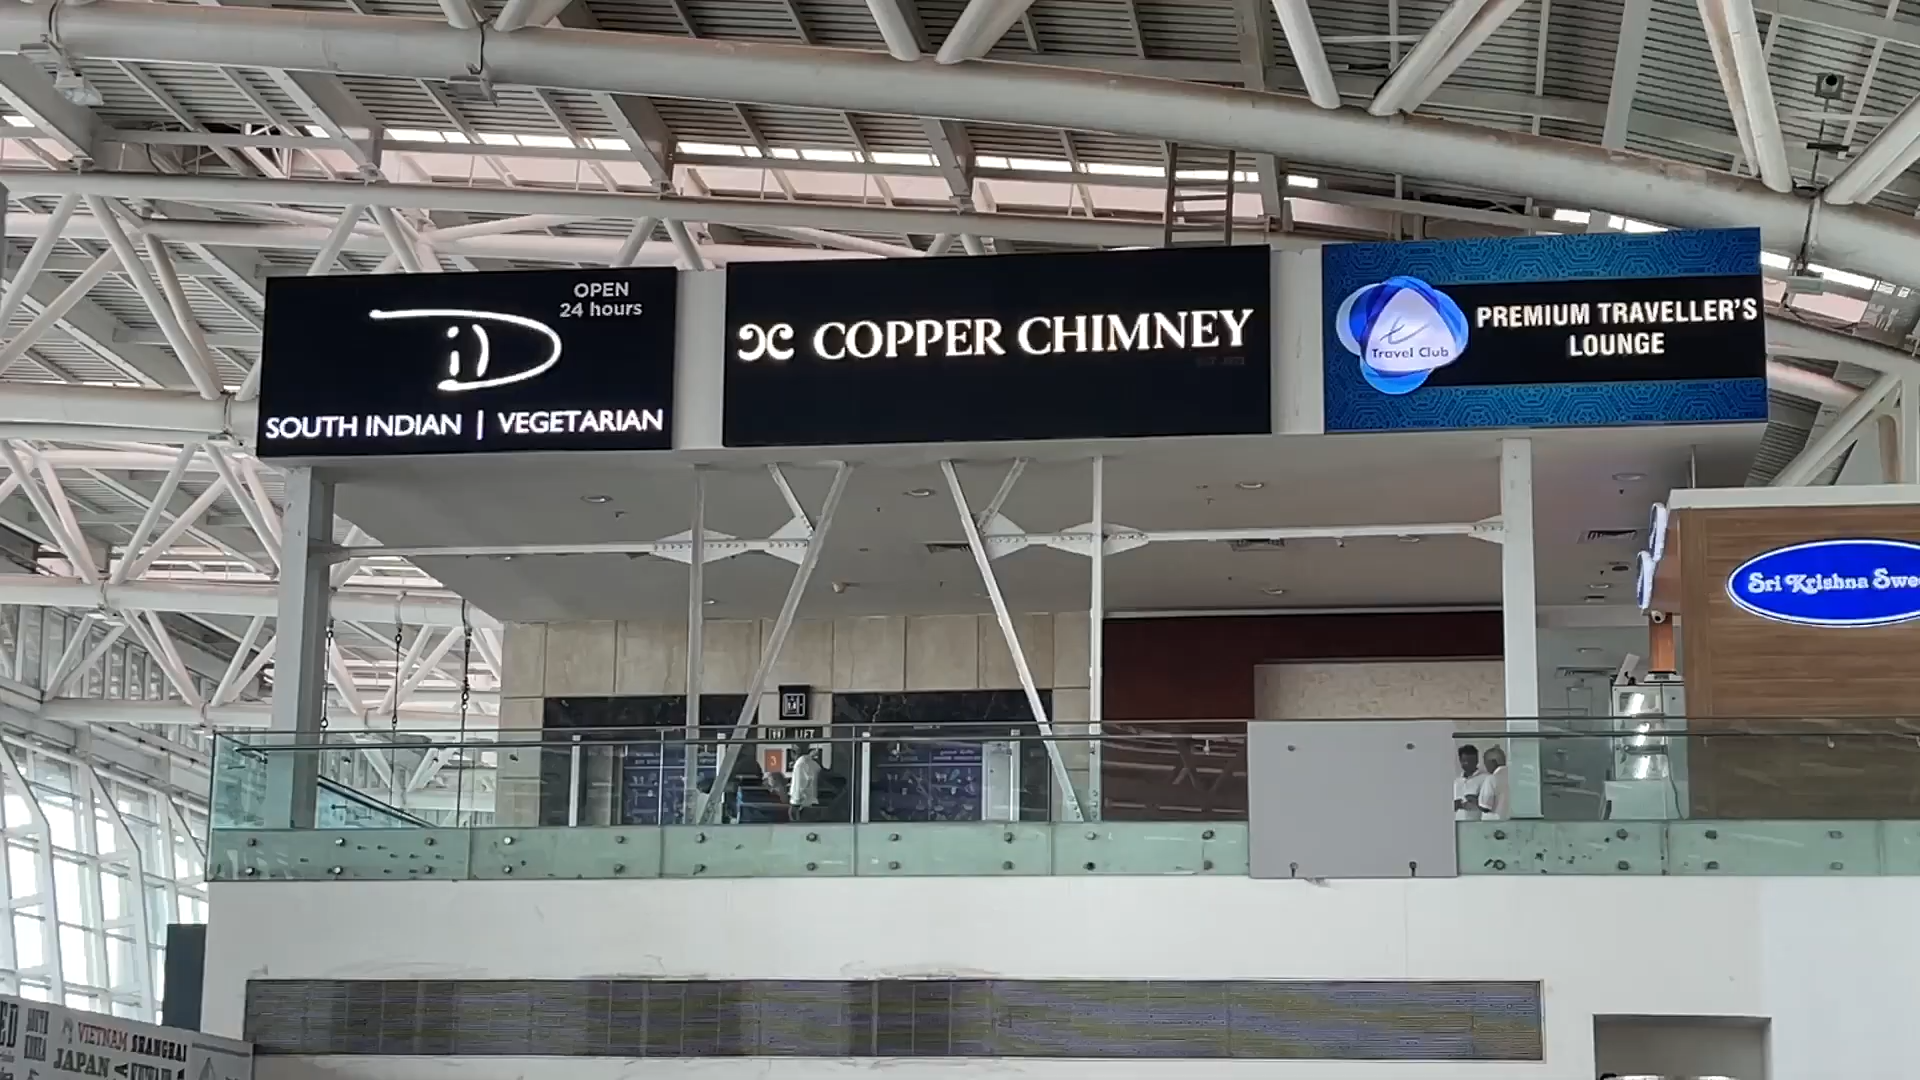 OPEN
24 hours
iD
SOUTH INDIAN | VEGETARIAN
COPPER CHIMNEY
Travel Club
PREMIUM TRAVELLER'S
LOUNGE
Sri Krishna Swee
LIFT
VIETNAM SHANGHAI
JAPAN